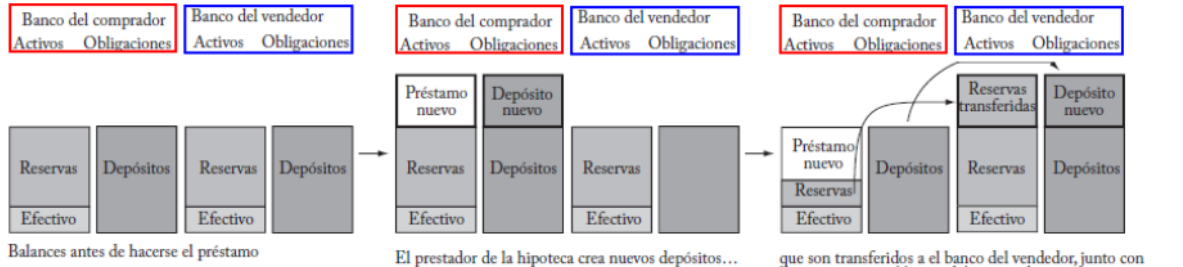 Banco del comprador
Activos Obligaciones
Banco del vendedor
Activos Obligaciones
Reservas
Efectivo
Depósitos
Reservas
Efectivo
Depósitos
Balances antes de hacerse el préstamo
Banco del comprador
Activos Obligaciones
Banco del vendedor
Activos Obligaciones
Préstamo
nuevo
Depósito
nuevo
Reservas
Efectivo
Depósitos
Reservas
Efectivo
El prestador de la hipoteca crea nuevos depósitos…
Banco del comprador
Activos Obligaciones
Banco del vendedor
Activos Obligaciones
Préstamo
nuevo
Reservas
Efectivo
Depósitos
Reservas
transferidas
Reservas
Efectivo
Depósito
nuevo
Depósitos
que son transferidos a el banco del vendedor, junto con